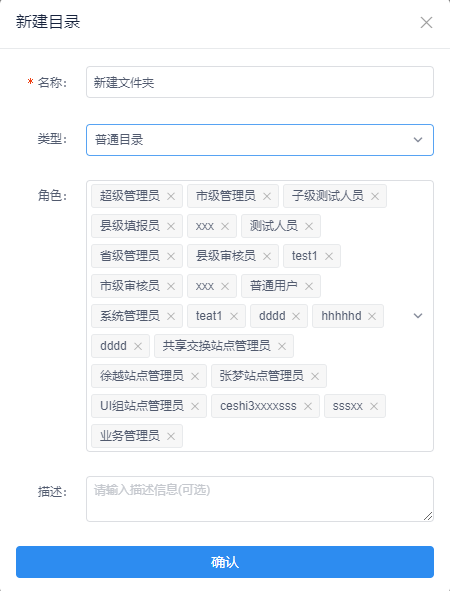 新建目录
* 名称： 新建文件夹
类型： 普通目录
角色： 超级管理员 市级管理员 子级测试人员
县级填报员 xxx 测试人员
省级管理员 县级审核员 test1
市级审核员 xxx 普通用户
系统管理员 teat1 dddd hhhhhd
dddd 共享交换站点管理员
徐越站点管理员 张梦站点管理员
UI组站点管理员 ceshi3xxxxsss sssxx
业务管理员
描述： 请输入描述信息(可选)
确认